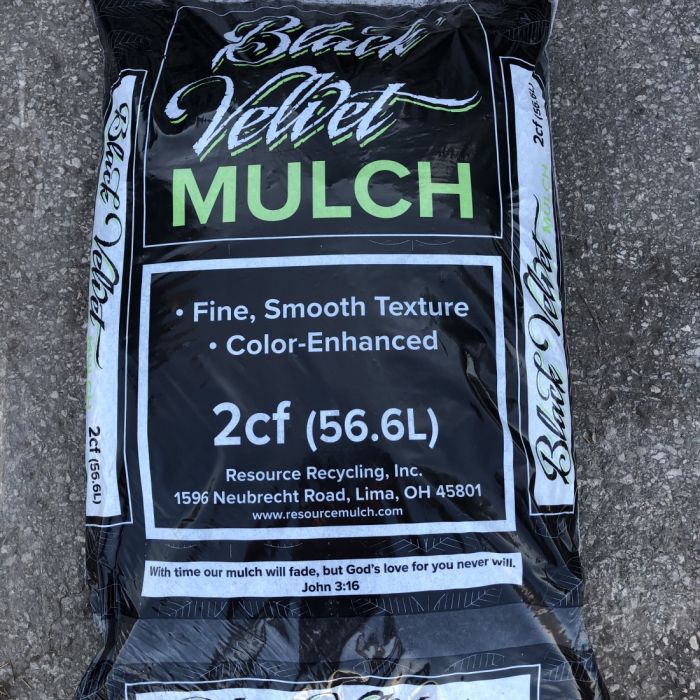 Black
Velvet
MULCH
• Fine, Smooth Texture
• Color-Enhanced
2cf (56.6L)
Resource Recycling, Inc.
1596 Neubrecht Road, Lima, OH 45801
www.resourcemulch.com
With time our mulch will fade, but God's love for you never will.
John 3:16
Black Velvet MULCH 2cf (56.6L)
Black Velvet MULCH 2cf (56.6L)